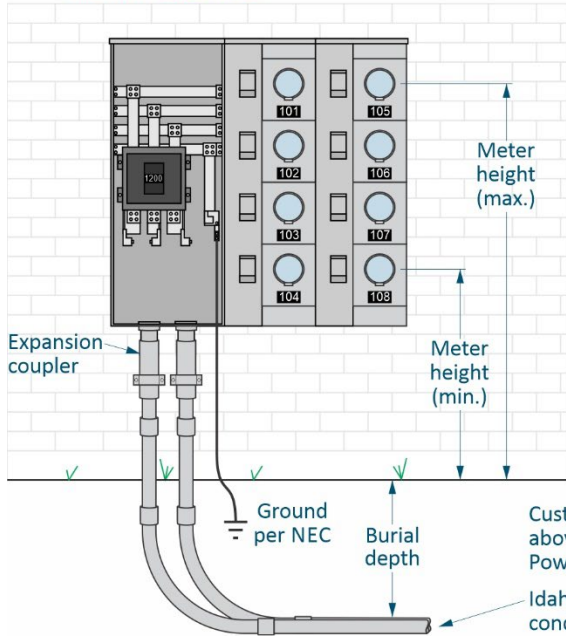 101
105
102
106
1200
103
107
104
108
Meter
height
(max.)
Expansion
coupler
Meter
height
(min.)
Ground
per NEC
Burial
depth